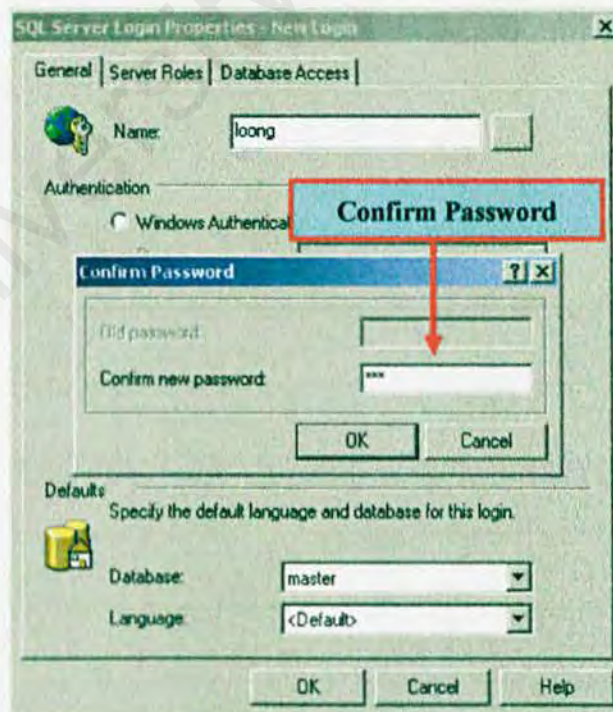 SQL Server Login Properties - New Login
General Server Roles Database Access
Name: loong
Authentication
Windows Authenticat
Confirm Password
Confirm Password
Old password:
Confirm new password: ***
OK Cancel
Defaults
Specify the default language and database for this login.
Database: master
Language: <Default>
OK Cancel Help